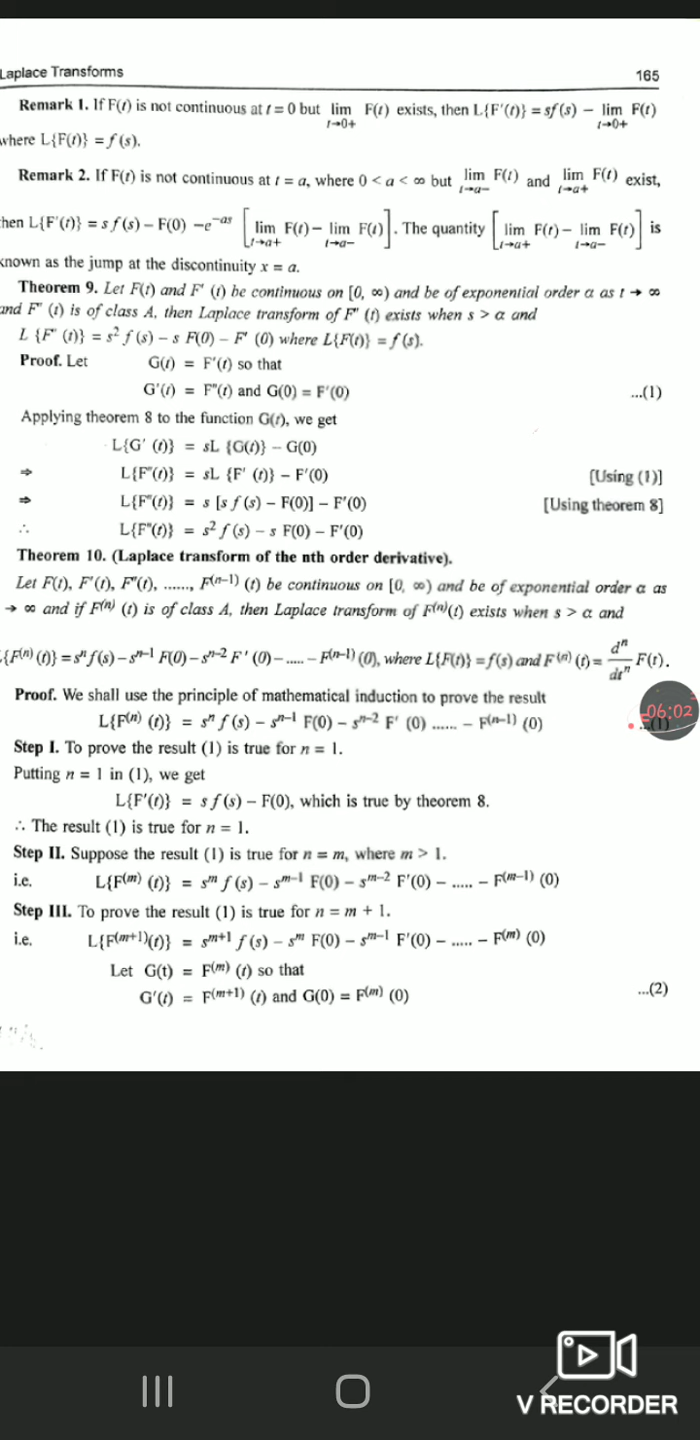 Laplace Transforms 165
Remark 1. If F(t) is not continuous at t = 0 but lim t→0+ F(t) exists, then L{F'(t)} = sf(s) – lim t→0+ F(t)
where L{F(t)} = f(s).
Remark 2. If F(t) is not continuous at t = a, where 0 < a < ∞ but lim t→a– F(t) and lim t→a+ F(t) exist,
hen L{F'(t)} = s f(s) – F(0) –e^–as [lim t→a+ F(t) – lim t→a– F(t)]. The quantity [lim t→a+ F(t) – lim t→a– F(t)] is
known as the jump at the discontinuity x = a.
Theorem 9. Let F(t) and F' (t) be continuous on [0, ∞) and be of exponential order α as t → ∞
and F" (t) is of class A, then Laplace transform of F" (t) exists when s > α and
L {F" (t)} = s² f(s) – s F(0) – F' (0) where L{F(t)} = f(s).
Proof. Let G(t) = F'(t) so that
G'(t) = F"(t) and G(0) = F'(0) ...(1)
Applying theorem 8 to the function G(t), we get
L{G' (t)} = sL {G(t)} – G(0)
⇒ L{F"(t)} = sL {F' (t)} – F'(0) [Using (1)]
⇒ L{F"(t)} = s [s f(s) – F(0)] – F'(0) [Using theorem 8]
∴ L{F"(t)} = s² f(s) – s F(0) – F'(0)
Theorem 10. (Laplace transform of the nth order derivative).
Let F(t), F'(t), F"(t), ......, F^(n–1) (t) be continuous on [0, ∞) and be of exponential order α as
→ ∞ and if F^(n) (t) is of class A, then Laplace transform of F^(n)(t) exists when s > α and
{F^(n) (t)} = s^n f(s) – s^n–1 F(0) – s^n–2 F' (0) – ..... – F^(n–1) (0), where L{F(t)} = f(s) and F^(n) (t) = d^n/dt^n F(t).
Proof. We shall use the principle of mathematical induction to prove the result
L{F^(n) (t)} = s^n f(s) – s^n–1 F(0) – s^n–2 F' (0) ...... – F^(n–1) (0) ...(1)
06:02
Step I. To prove the result (1) is true for n = 1.
Putting n = 1 in (1), we get
L{F'(t)} = s f(s) – F(0), which is true by theorem 8.
∴ The result (1) is true for n = 1.
Step II. Suppose the result (1) is true for n = m, where m > 1.
i.e. L{F^(m) (t)} = s^m f(s) – s^m–1 F(0) – s^m–2 F'(0) – ..... – F^(m–1) (0)
Step III. To prove the result (1) is true for n = m + 1.
i.e. L{F^(m+1)(t)} = s^m+1 f(s) – s^m F(0) – s^m–1 F'(0) – ..... – F^(m) (0)
Let G(t) = F^(m) (t) so that
G'(t) = F^(m+1) (t) and G(0) = F^(m) (0) ...(2)
V RECORDER